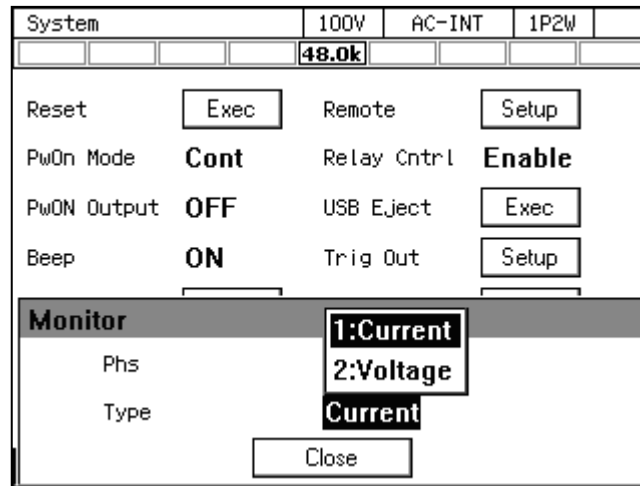 System 100V AC-INT 1P2W
48.0k
Reset Exec Remote Setup
PwOn Mode Cont Relay Cntrl Enable
PwON Output OFF USB Eject Exec
Beep ON Trig Out Setup
Monitor
1:Current
Phs 2:Voltage
Type Current
Close